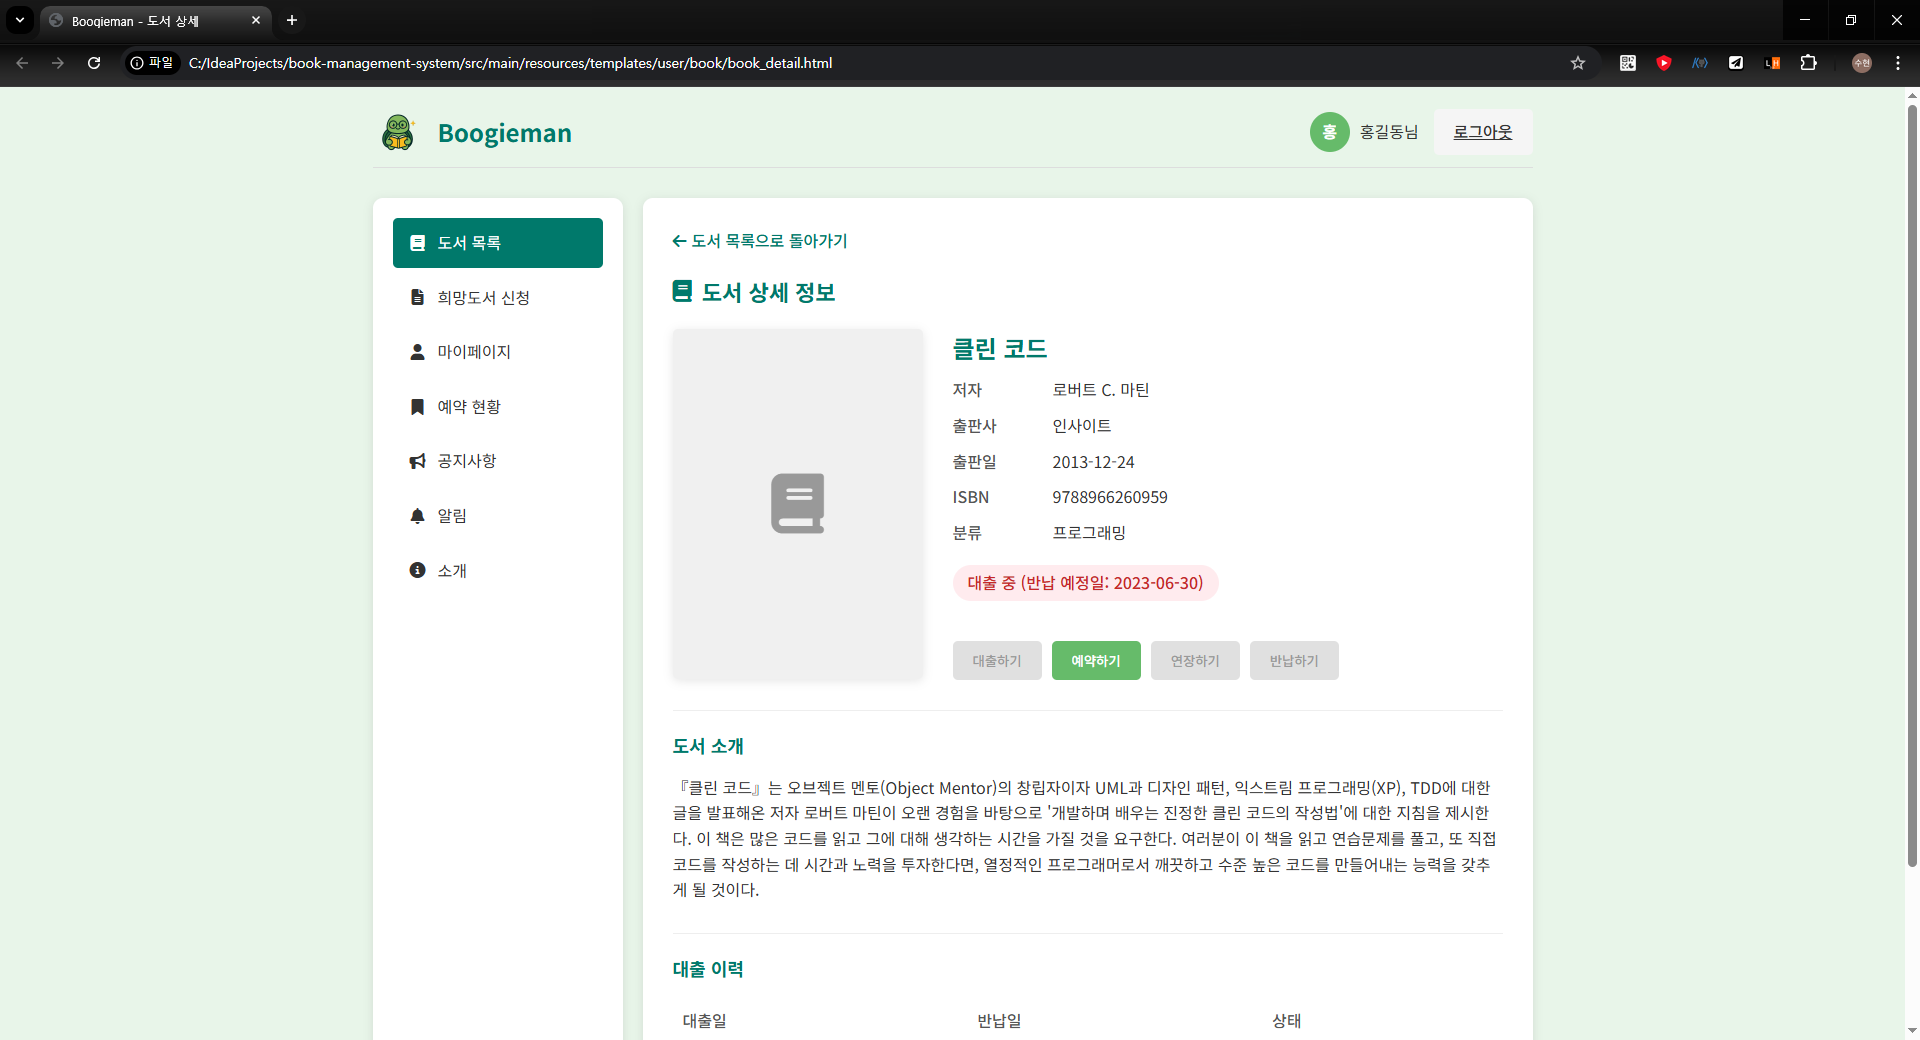 Boogieman - 도서 상세
파일
C:/IdeaProjects/book-management-system/src/main/resources/templates/user/book/book_detail.html
수현
Boogieman
홍
홍길동님
로그아웃
도서 목록
희망도서 신청
마이페이지
예약 현황
공지사항
알림
소개
도서 목록으로 돌아가기
도서 상세 정보
클린 코드
저자 로버트 C. 마틴
출판사 인사이트
출판일 2013-12-24
ISBN 9788966260959
분류 프로그래밍
대출 중 (반납 예정일: 2023-06-30)
대출하기 예약하기 연장하기 반납하기
도서 소개
『클린 코드』는 오브젝트 멘토(Object Mentor)의 창립자이자 UML과 디자인 패턴, 익스트림 프로그래밍(XP), TDD에 대한
글을 발표해온 저자 로버트 마틴이 오랜 경험을 바탕으로 '개발하며 배우는 진정한 클린 코드의 작성법'에 대한 지침을 제시한
다. 이 책은 많은 코드를 읽고 그에 대해 생각하는 시간을 가질 것을 요구한다. 여러분이 이 책을 읽고 연습문제를 풀고, 또 직접
코드를 작성하는 데 시간과 노력을 투자한다면, 열정적인 프로그래머로서 깨끗하고 수준 높은 코드를 만들어내는 능력을 갖추
게 될 것이다.
대출 이력
대출일 반납일 상태